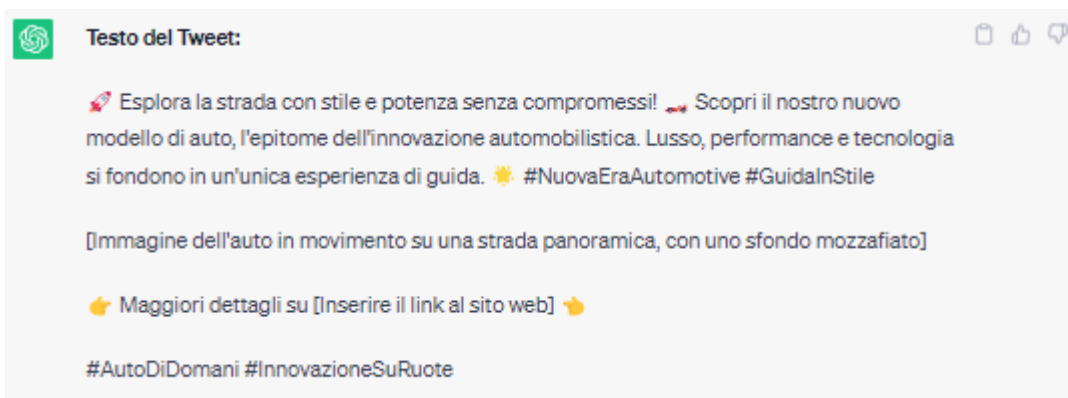 Testo del Tweet:
🚀 Esplora la strada con stile e potenza senza compromessi! 🏎️ Scopri il nostro nuovo
modello di auto, l'epitome dell'innovazione automobilistica. Lusso, performance e tecnologia
si fondono in un'unica esperienza di guida. 🌟 #NuovaEraAutomotive #GuidaInStile
[Immagine dell'auto in movimento su una strada panoramica, con uno sfondo mozzafiato]
👉 Maggiori dettagli su [Inserire il link al sito web] 👈
#AutoDiDomani #InnovazioneSuRuote